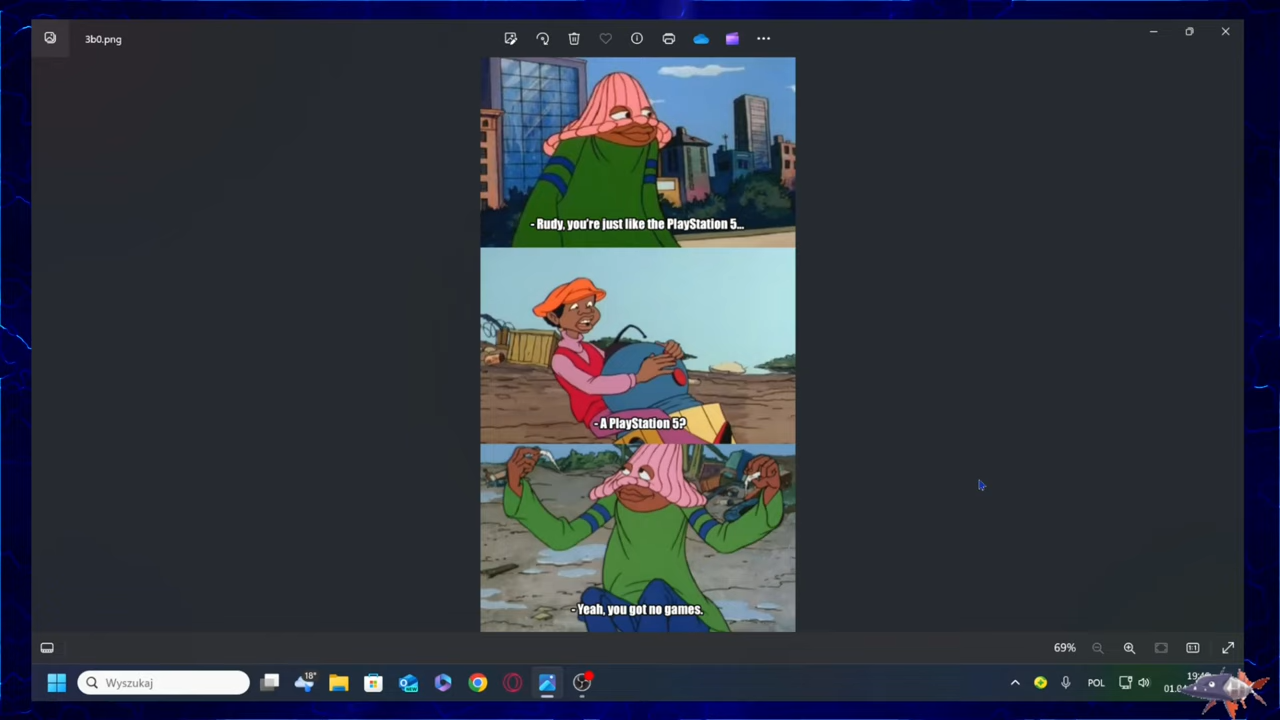 3b0.png
- Rudy, you're just like the PlayStation 5...
- A PlayStation 5?
- Yeah, you got no games.
69%
Wyszukaj
18°
NEW
POL